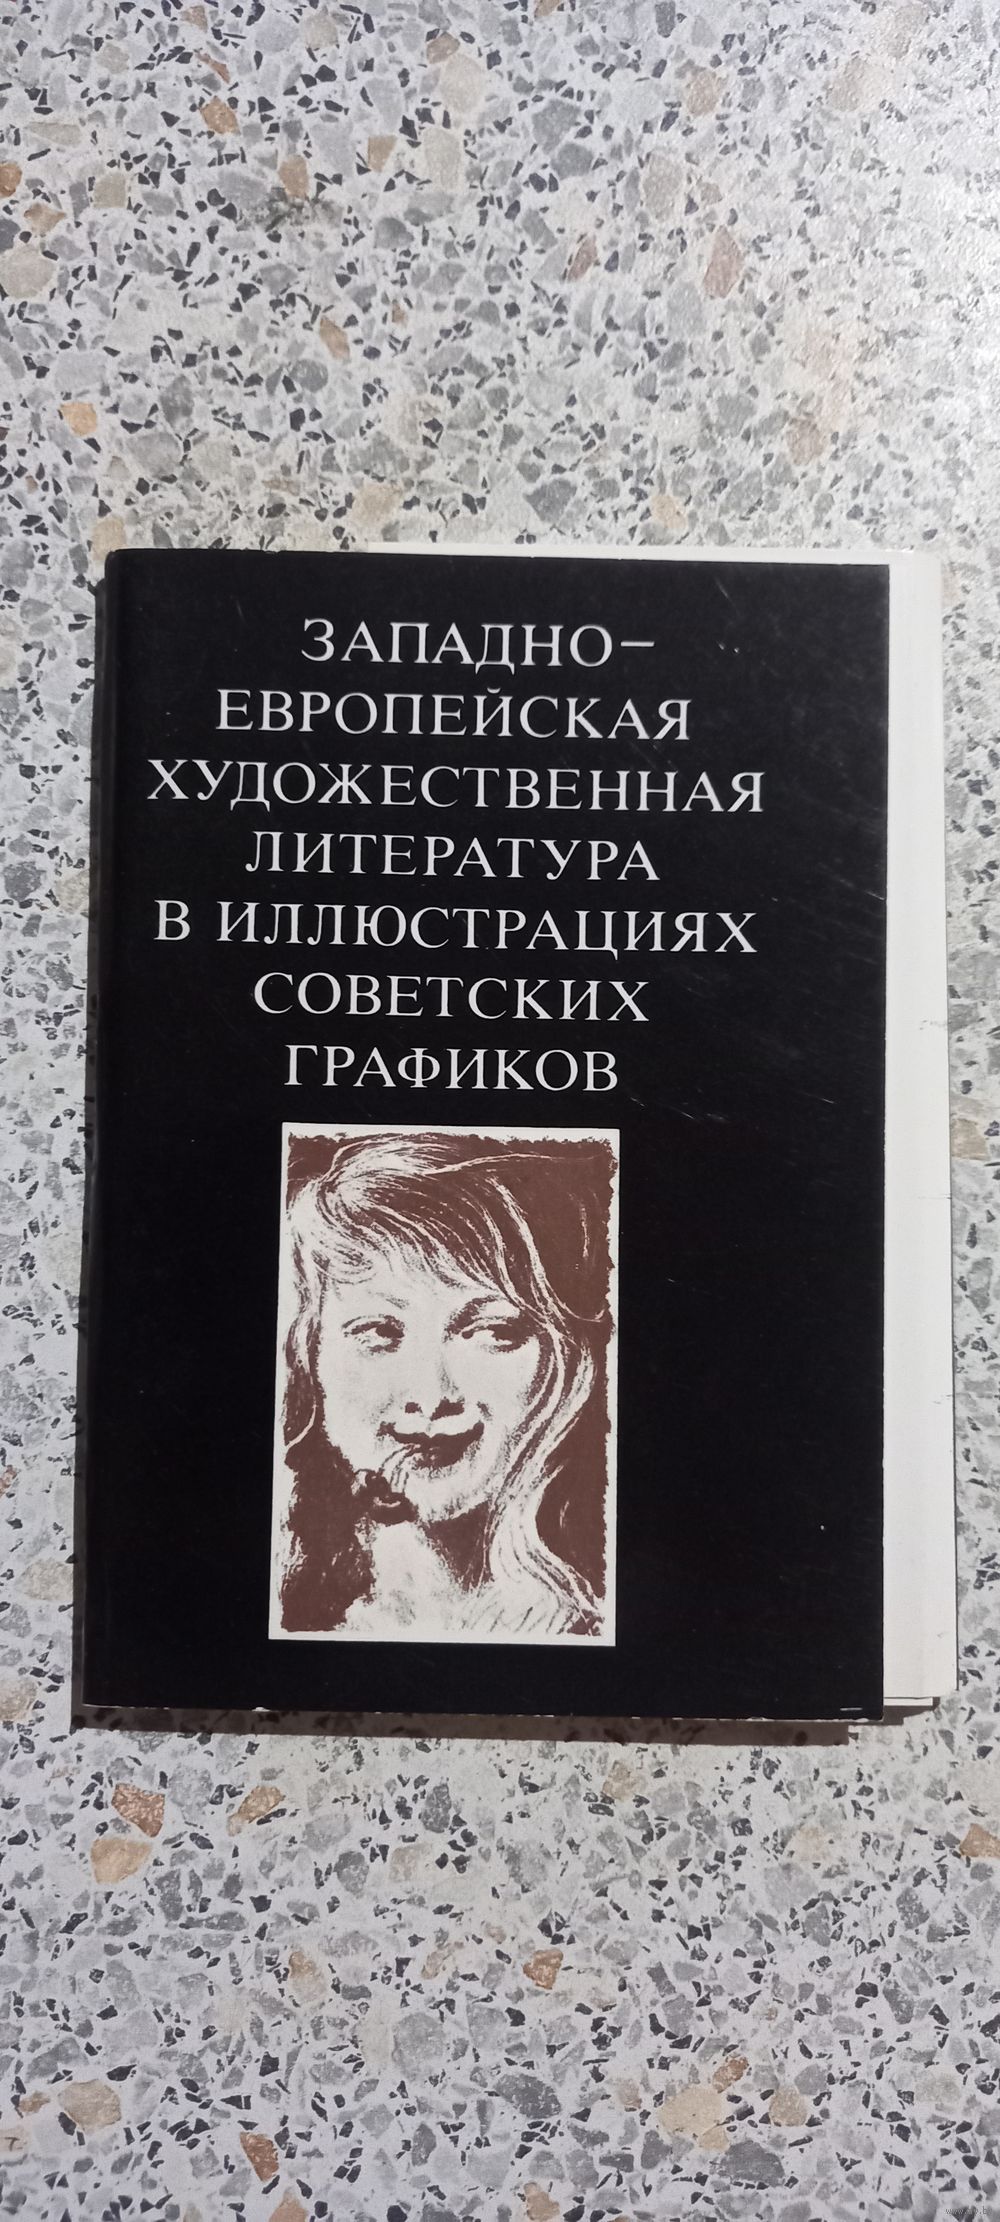 ЗАПАДНО–
ЕВРОПЕЙСКАЯ
ХУДОЖЕСТВЕННАЯ
ЛИТЕРАТУРА
В ИЛЛЮСТРАЦИЯХ
СОВЕТСКИХ
ГРАФИКОВ